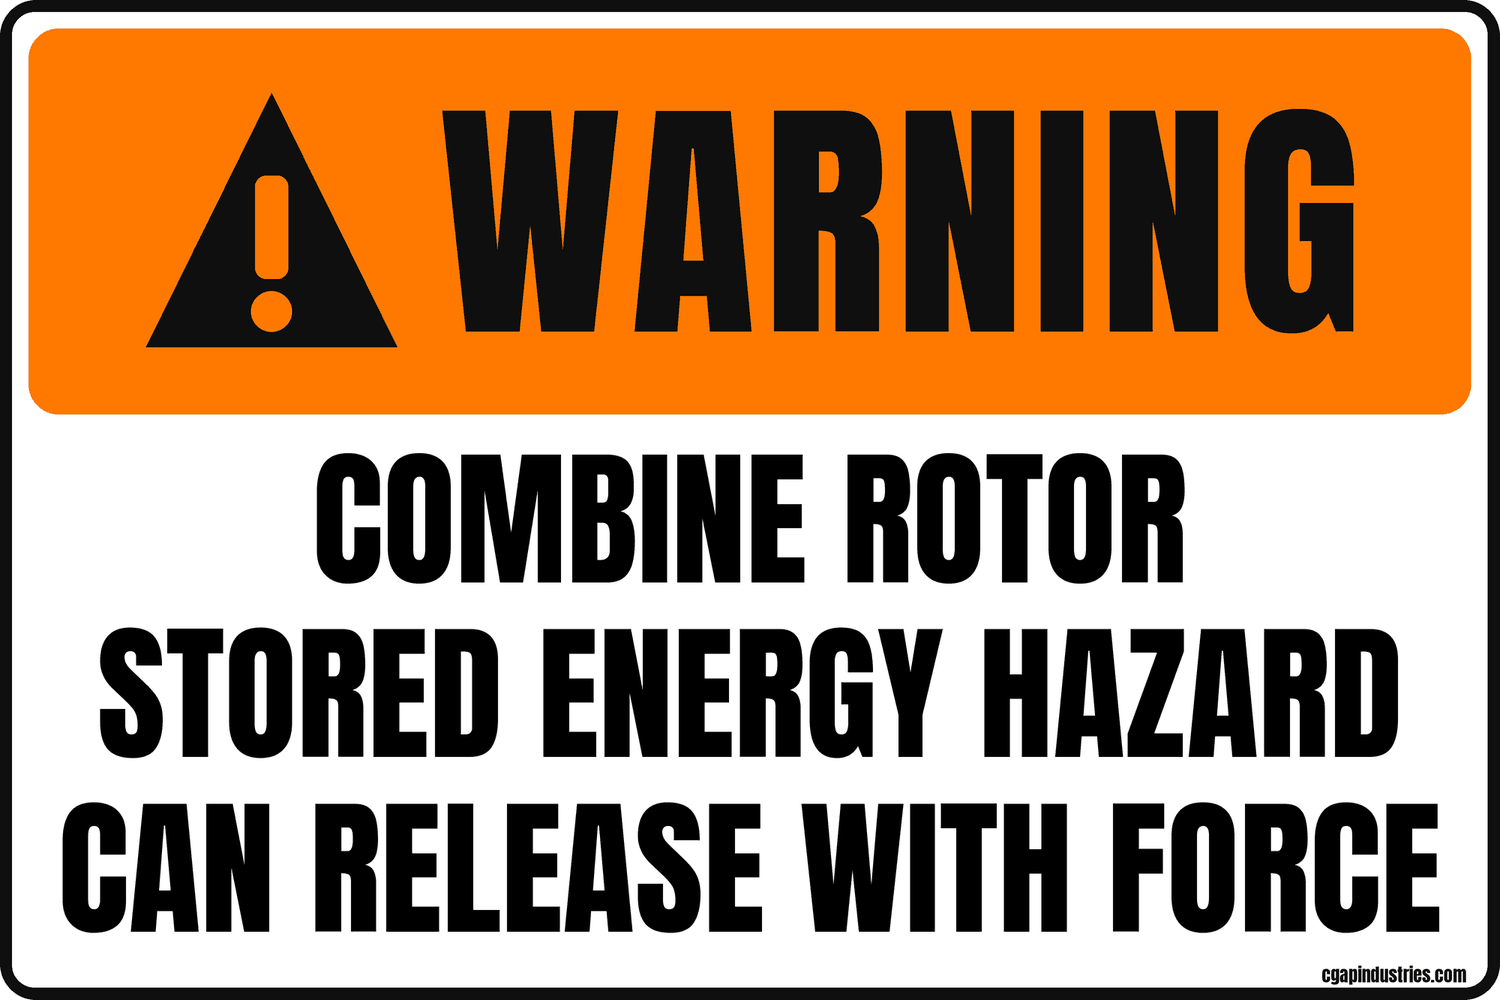 WARNING
COMBINE ROTOR
STORED ENERGY HAZARD
CAN RELEASE WITH FORCE
cgapindustries.com